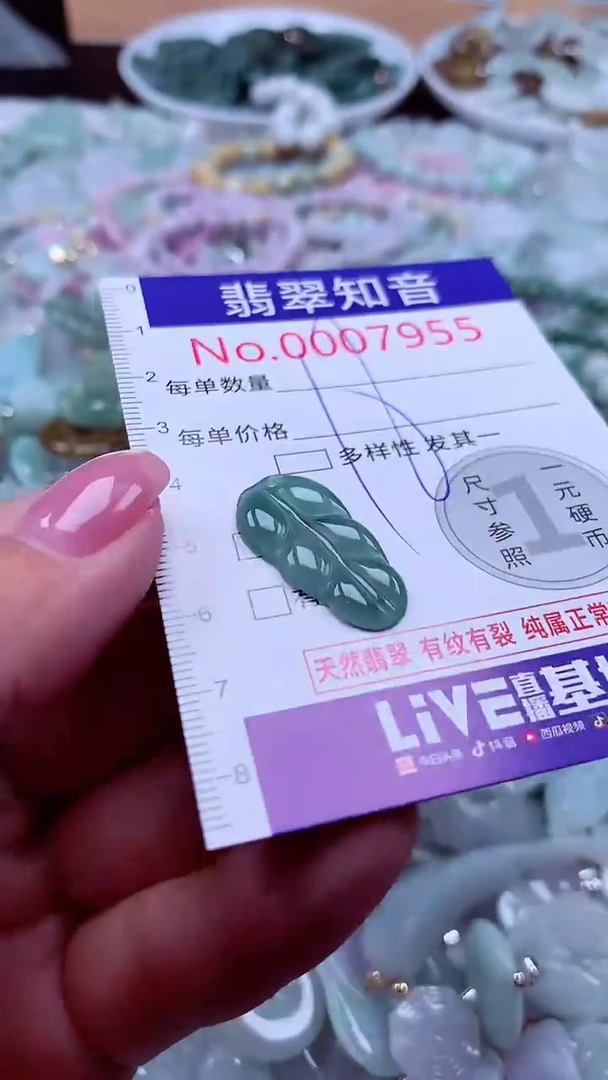 翡翠知音
No.0007955
每单数量
每单价格
多样性 发其一
尺寸参照
1
一元硬币
天然翡翠 有纹有裂 纯属正常
LiVE直播基
今日头条 抖音 西瓜视频
0
1
2
3
4
5
6
7
8